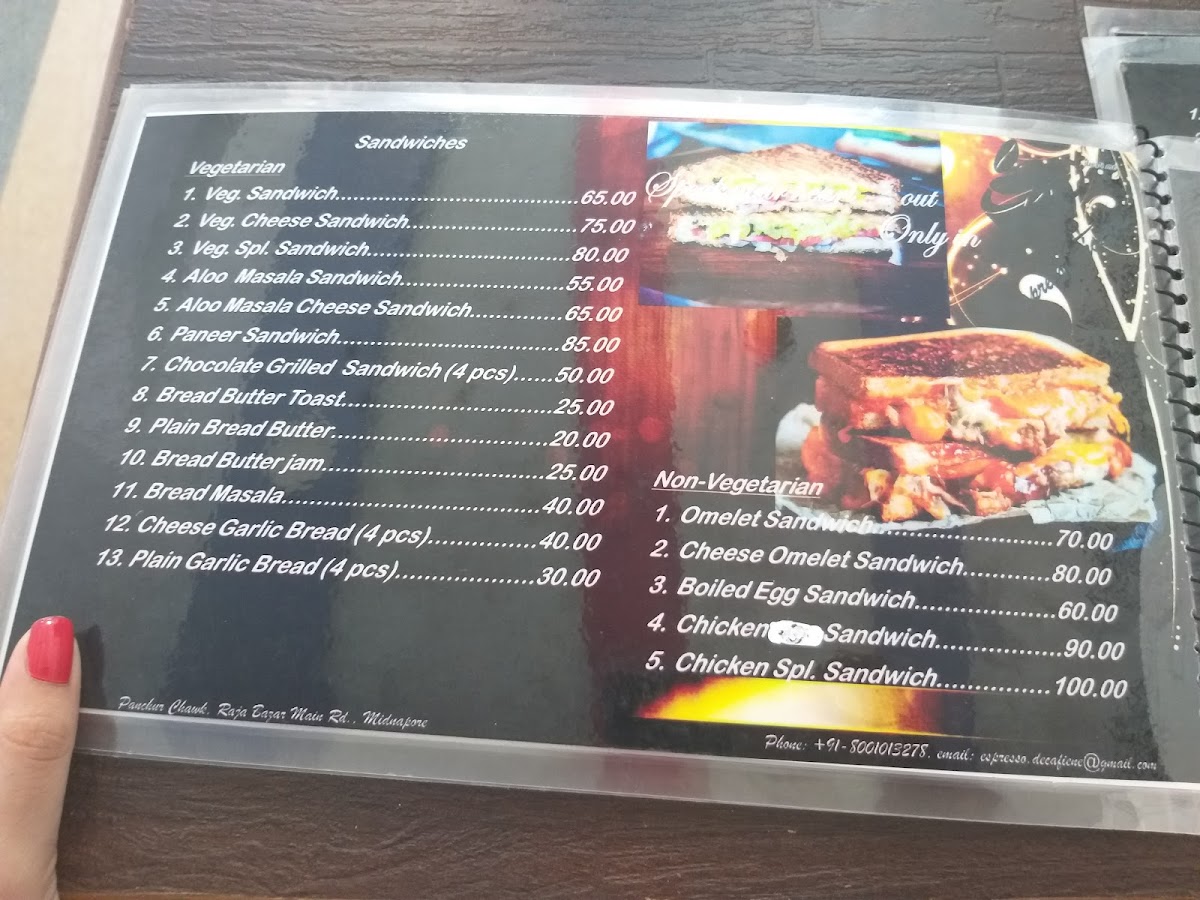 Sandwiches
Vegetarian
1. Veg. Sandwich..................................65.00
2. Veg. Cheese Sandwich.....................75.00
3. Veg. Spl. Sandwich.........................80.00
4. Aloo Masala Sandwich....................55.00
5. Aloo Masala Cheese Sandwich............65.00
6. Paneer Sandwich............................85.00
7. Chocolate Grilled Sandwich (4 pcs)......50.00
8. Bread Butter Toast..........................25.00
9. Plain Bread Butter...........................20.00
10. Bread Butter jam...........................25.00
11. Bread Masala................................40.00
12. Cheese Garlic Bread (4 pcs)...............40.00
13. Plain Garlic Bread (4 pcs)...................30.00
out
Only in
Non-Vegetarian
1. Omelet Sandwich.......................70.00
2. Cheese Omelet Sandwich...........80.00
3. Boiled Egg Sandwich..................60.00
4. Chicken Sandwich................90.00
5. Chicken Spl. Sandwich..............100.00
Panchur Chawk, Raja Bazar Main Rd., Midnapore
Phone: +91-8001013278, email: espresso.decafiene@gmail.com